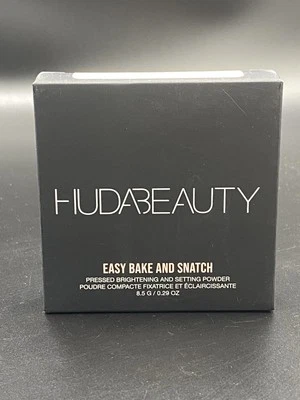 HUDABEAUTY
EASY BAKE AND SNATCH
PRESSED BRIGHTENING AND SETTING POWDER
POUDRE COMPACTE FIXATRICE ET ÉCLAIRCISSANTE
8.5 G / 0.29 OZ